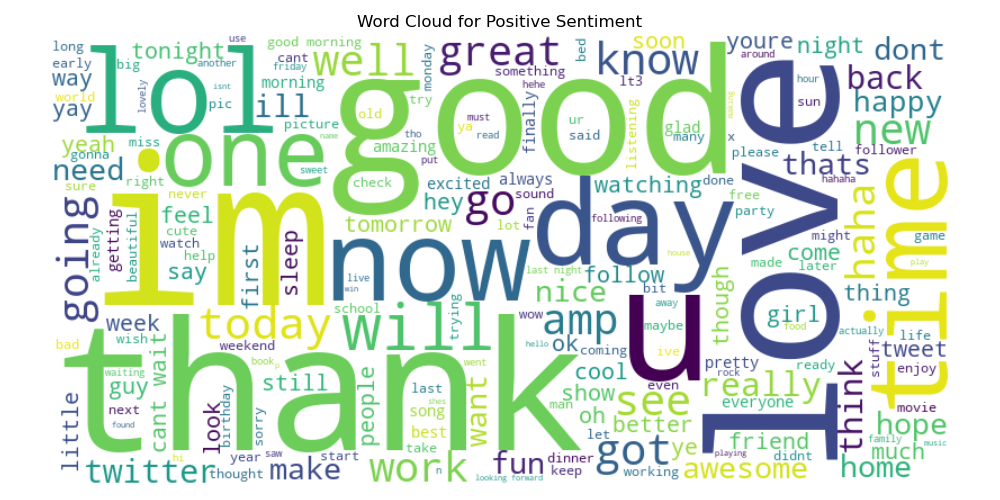 Word Cloud for Positive Sentiment
long
tonight
use
good morning
great
soon
youre
night
dont
early
big
another
cant
well
monday
something
bed
know
around
way
isnt
friday
morning
hehe
lt3
back
world
lovely
pic
ill
try
hour
sun
happy
yay
lol
good
love
old
must
ur
finally
listening
glad
many
making
x
new
yeah
miss
picture
tho
ya
read
said
please
tell
follower
gonna
name
amazing
put
thats
need
right
one
sweet
check
excited
always
watching
done
hahaha
sure
never
im
hey
go
sound
free
haha
time
going
already
getting
beautiful
cute
feel
tomorrow
lot
fan
following
day
party
might
game
watch
help
say
first
sleep
now
live
win
last night
follow
house
made
come
later
play
nice
bit
though
thing
school
trying
wow
amp
away
u
maybe
girl
food
actually
life
week
wish
today
will
hello
ok
coming
ive
bad
weekend
stuff
tweet
waiting
cant wait
book
p
went
cool
even
pretty
rock
ready
enjoy
guy
look
still
thank
people
last
want
shes
man
show
see
really
think
movie
next
birthday
song
oh
everyone
found
sorry
best
take
let
better
friend
hope
little
hi
year
saw
start
got
ye
didnt
family
music
much
twitter
thought
make
work
n
fun
dinner
keep
working
awesome
playing
home
looking forward